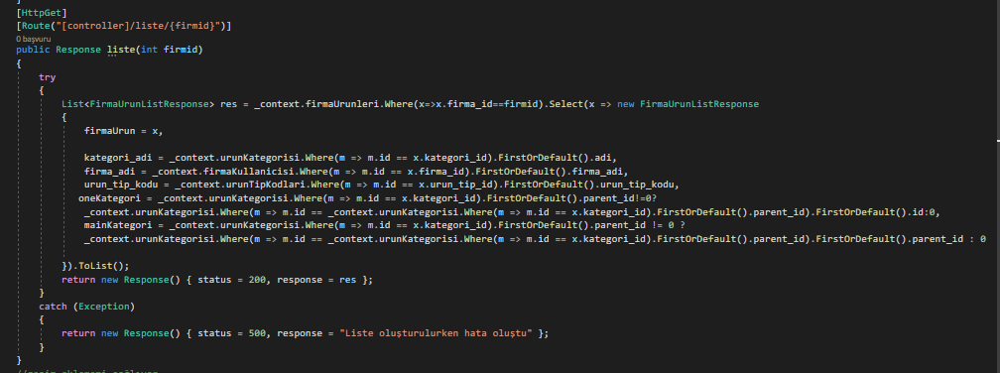 }
[HttpGet]
[Route("[controller]/liste/{firmid}")]
0 başvuru
public Response liste(int firmid)
{
try
{
List<FirmaUrunListResponse> res = _context.firmaUrunleri.Where(x=>x.firma_id==firmid).Select(x => new FirmaUrunListResponse
{
firmaUrun = x,
kategori_adi = _context.urunKategorisi.Where(m => m.id == x.kategori_id).FirstOrDefault().adi,
firma_adi = _context.firmaKullanicisi.Where(m => m.id == x.firma_id).FirstOrDefault().firma_adi,
urun_tip_kodu = _context.urunTipKodlari.Where(m => m.id == x.urun_tip_id).FirstOrDefault().urun_tip_kodu,
oneKategori = _context.urunKategorisi.Where(m => m.id == x.kategori_id).FirstOrDefault().parent_id!=0?
_context.urunKategorisi.Where(m => m.id == _context.urunKategorisi.Where(m => m.id == x.kategori_id).FirstOrDefault().parent_id).FirstOrDefault().id:0,
mainKategori = _context.urunKategorisi.Where(m => m.id == x.kategori_id).FirstOrDefault().parent_id != 0 ?
_context.urunKategorisi.Where(m => m.id == _context.urunKategorisi.Where(m => m.id == x.kategori_id).FirstOrDefault().parent_id).FirstOrDefault().parent_id : 0
}).ToList();
return new Response() { status = 200, response = res };
}
catch (Exception)
{
return new Response() { status = 500, response = "Liste oluşturulurken hata oluştu" };
}
}